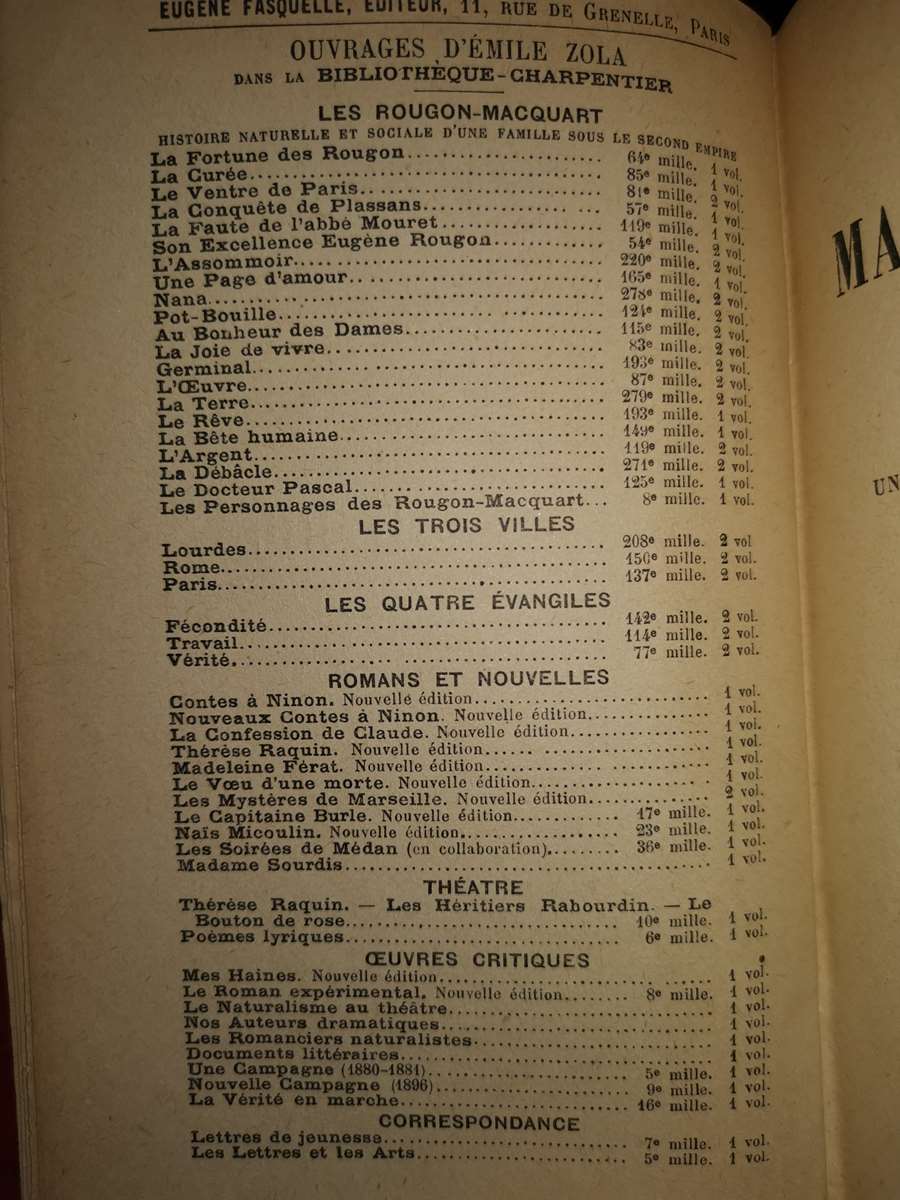 EUGÈNE FASQUELLE, ÉDITEUR, 11, RUE DE GRENELLE, PARIS
OUVRAGES D'ÉMILE ZOLA
DANS LA BIBLIOTHÈQUE-CHARPENTIER
LES ROUGON-MACQUART
HISTOIRE NATURELLE ET SOCIALE D'UNE FAMILLE SOUS LE SECOND EMPIRE
La Fortune des Rougon........................ 64e mille. 1 vol.
La Curée........................ 85e mille. 1 vol.
Le Ventre de Paris........................ 81e mille. 2 vol.
La Conquête de Plassans........................ 57e mille. 1 vol.
La Faute de l'abbé Mouret........................ 119e mille. 1 vol.
Son Excellence Eugène Rougon........................ 54e mille. 2 vol.
L'Assommoir........................ 220e mille. 2 vol.
Une Page d'amour........................ 165e mille. 1 vol.
Nana........................ 278e mille. 2 vol.
Pot-Bouille........................ 124e mille. 2 vol.
Au Bonheur des Dames........................ 115e mille. 2 vol.
La Joie de vivre........................ 83e mille. 2 vol.
Germinal........................ 193e mille. 2 vol.
L'Œuvre........................ 87e mille. 2 vol.
La Terre........................ 279e mille. 2 vol.
Le Rêve........................ 193e mille. 1 vol.
La Bête humaine........................ 149e mille. 1 vol.
L'Argent........................ 119e mille. 2 vol.
La Débâcle........................ 271e mille. 2 vol.
Le Docteur Pascal........................ 125e mille. 1 vol.
Les Personnages des Rougon-Macquart... 8e mille. 1 vol.
LES TROIS VILLES
Lourdes........................ 208e mille. 2 vol
Rome........................ 156e mille. 2 vol.
Paris........................ 137e mille. 2 vol.
LES QUATRE ÉVANGILES
Fécondité........................ 142e mille. 2 vol.
Travail........................ 114e mille. 2 vol.
Vérité........................ 77e mille. 2 vol.
ROMANS ET NOUVELLES
Contes à Ninon. Nouvelle édition........................ 1 vol.
Nouveaux Contes à Ninon. Nouvelle édition............... 1 vol.
La Confession de Claude. Nouvelle édition............... 1 vol.
Thérèse Raquin. Nouvelle édition........................ 1 vol.
Madeleine Férat. Nouvelle édition........................ 1 vol.
Le Vœu d'une morte. Nouvelle édition........................ 1 vol.
Les Mystères de Marseille. Nouvelle édition............... 2 vol.
Le Capitaine Burle. Nouvelle édition............ 17e mille. 1 vol.
Naïs Micoulin. Nouvelle édition............ 23e mille. 1 vol.
Les Soirées de Médan (en collaboration)......... 36e mille. 1 vol.
Madame Sourdis........................ 1 vol.
THÉATRE
Thérèse Raquin. — Les Héritiers Rabourdin. — Le
Bouton de rose........................ 10e mille. 1 vol.
Poèmes lyriques........................ 6e mille. 1 vol.
ŒUVRES CRITIQUES
Mes Haines. Nouvelle édition........................ 1 vol.
Le Roman expérimental. Nouvelle édition........ 8e mille. 1 vol.
Le Naturalisme au théâtre........................ 1 vol.
Nos Auteurs dramatiques........................ 1 vol.
Les Romanciers naturalistes........................ 1 vol.
Documents littéraires........................ 1 vol.
Une Campagne (1880-1881)........................ 5e mille. 1 vol.
Nouvelle Campagne (1896)........................ 9e mille. 1 vol.
La Vérité en marche........................ 16e mille. 1 vol.
CORRESPONDANCE
Lettres de jeunesse........................ 7e mille. 1 vol.
Les Lettres et les Arts........................ 5e mille. 1 vol.
MA
UN